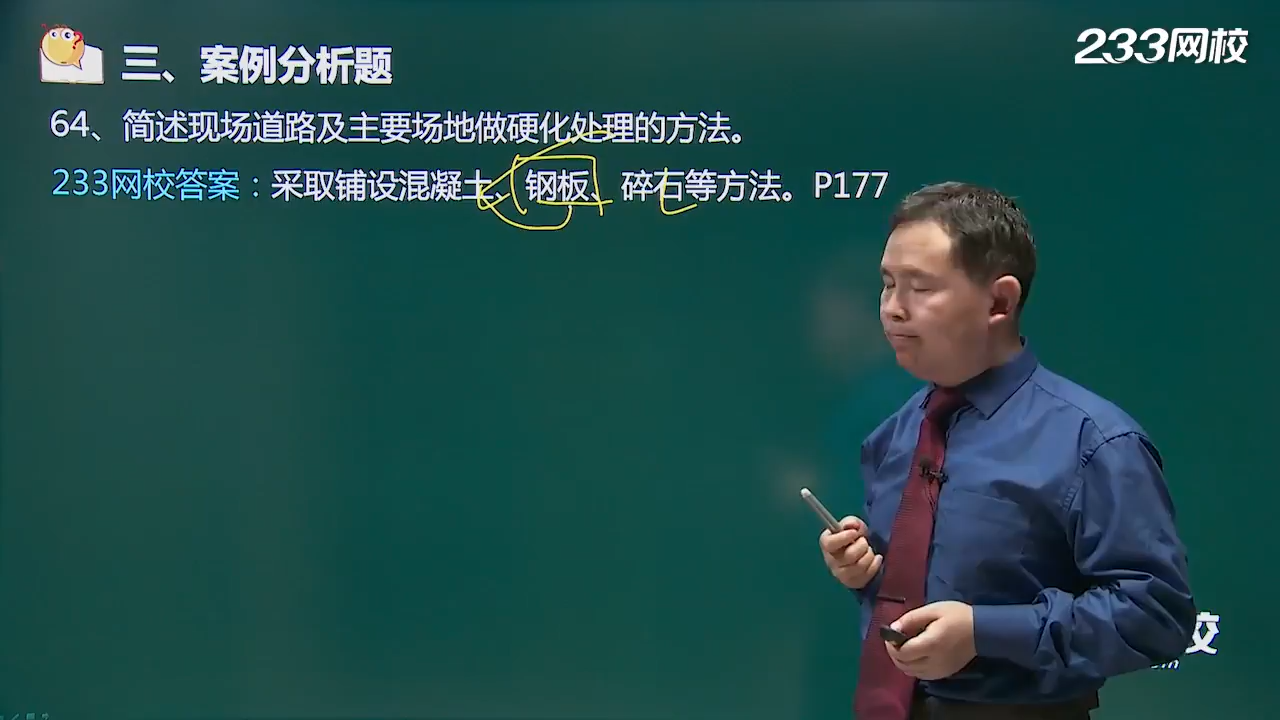 233网校
三、案例分析题
64、简述现场道路及主要场地做硬化处理的方法。
233网校答案：采取铺设混凝土、钢板、碎石等方法。P177
校